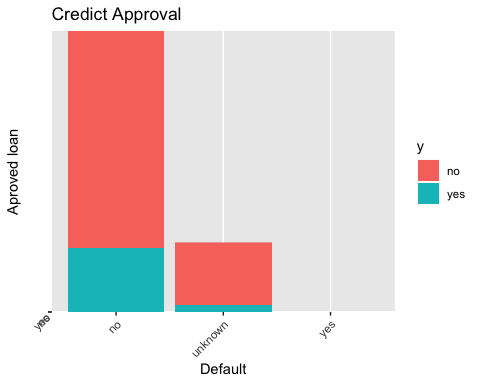 Credict Approval
Aproved loan
y
no
yes
no
unknown
yes
Default